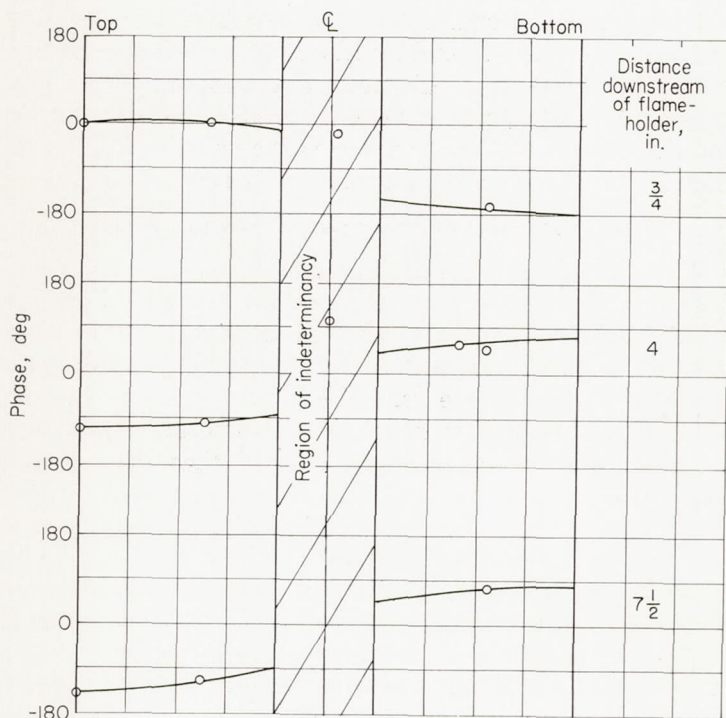 Top
℄
Bottom
180
0
-180
180
0
-180
180
0
-180
Phase, deg
Region of indeterminancy
Distance
downstream
of flame-
holder,
in.
3/4
4
7 1/2